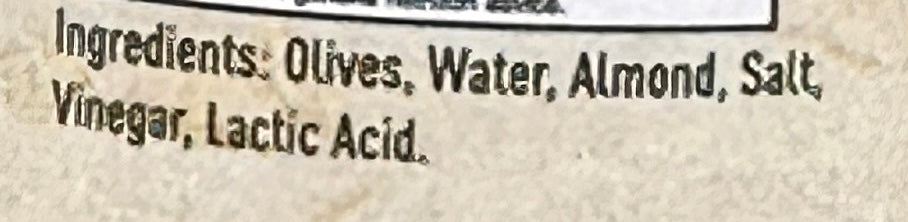 Ingredients: Olives, Water, Almond, Salt,
Vinegar, Lactic Acid.